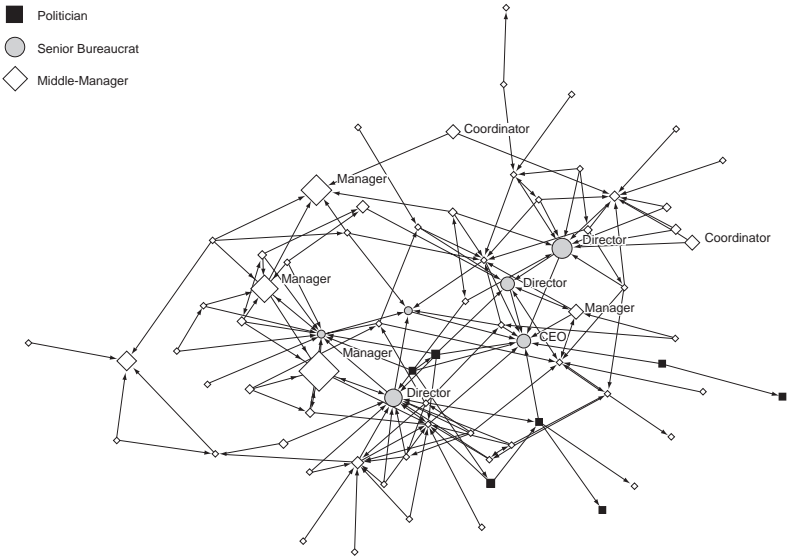 Politician
Senior Bureaucrat
Middle-Manager
Coordinator
Manager
Director
Coordinator
Manager
Director
Manager
CEO
Manager
Director